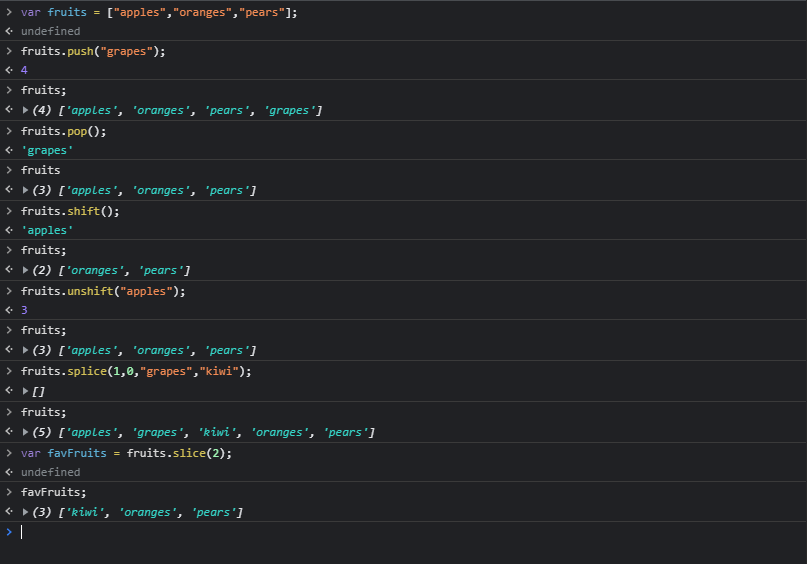 > var fruits = ["apples","oranges","pears"];
<· undefined
> fruits.push("grapes");
<· 4
> fruits;
<· ▶(4) ['apples', 'oranges', 'pears', 'grapes']
> fruits.pop();
<· 'grapes'
> fruits
<· ▶(3) ['apples', 'oranges', 'pears']
> fruits.shift();
<· 'apples'
> fruits;
<· ▶(2) ['oranges', 'pears']
> fruits.unshift("apples");
<· 3
> fruits;
<· ▶(3) ['apples', 'oranges', 'pears']
> fruits.splice(1,0,"grapes","kiwi");
<· ▶[]
> fruits;
<· ▶(5) ['apples', 'grapes', 'kiwi', 'oranges', 'pears']
> var favFruits = fruits.slice(2);
<· undefined
> favFruits;
<· ▶(3) ['kiwi', 'oranges', 'pears']
>